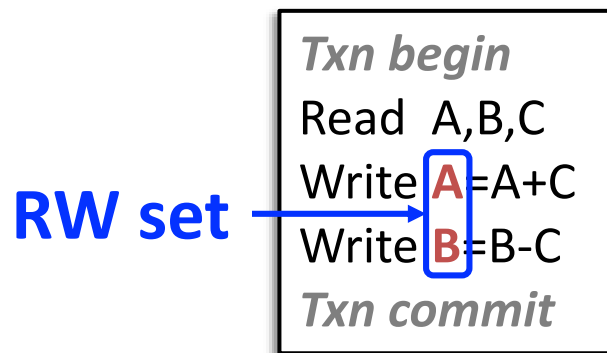 Txn begin
Read A,B,C
Write A=A+C
RW set
Write B=B-C
Txn commit